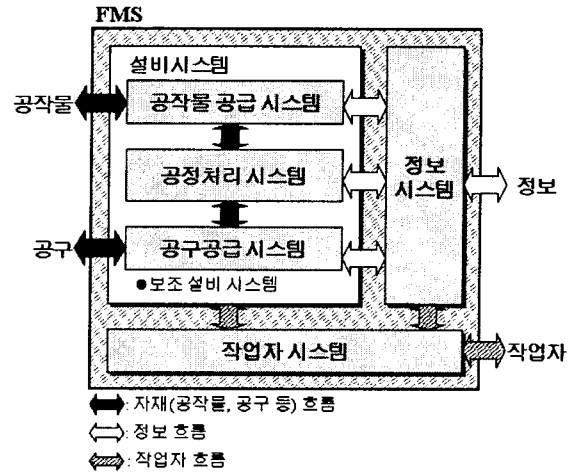 FMS
설비시스템
공작물
공작물 공급 시스템
공정처리 시스템
정보
시스템
정보
공구
공구공급 시스템
●보조 설비 시스템
작업자 시스템
작업자
: 자재(공작물, 공구 등) 흐름
: 정보 흐름
: 작업자 흐름